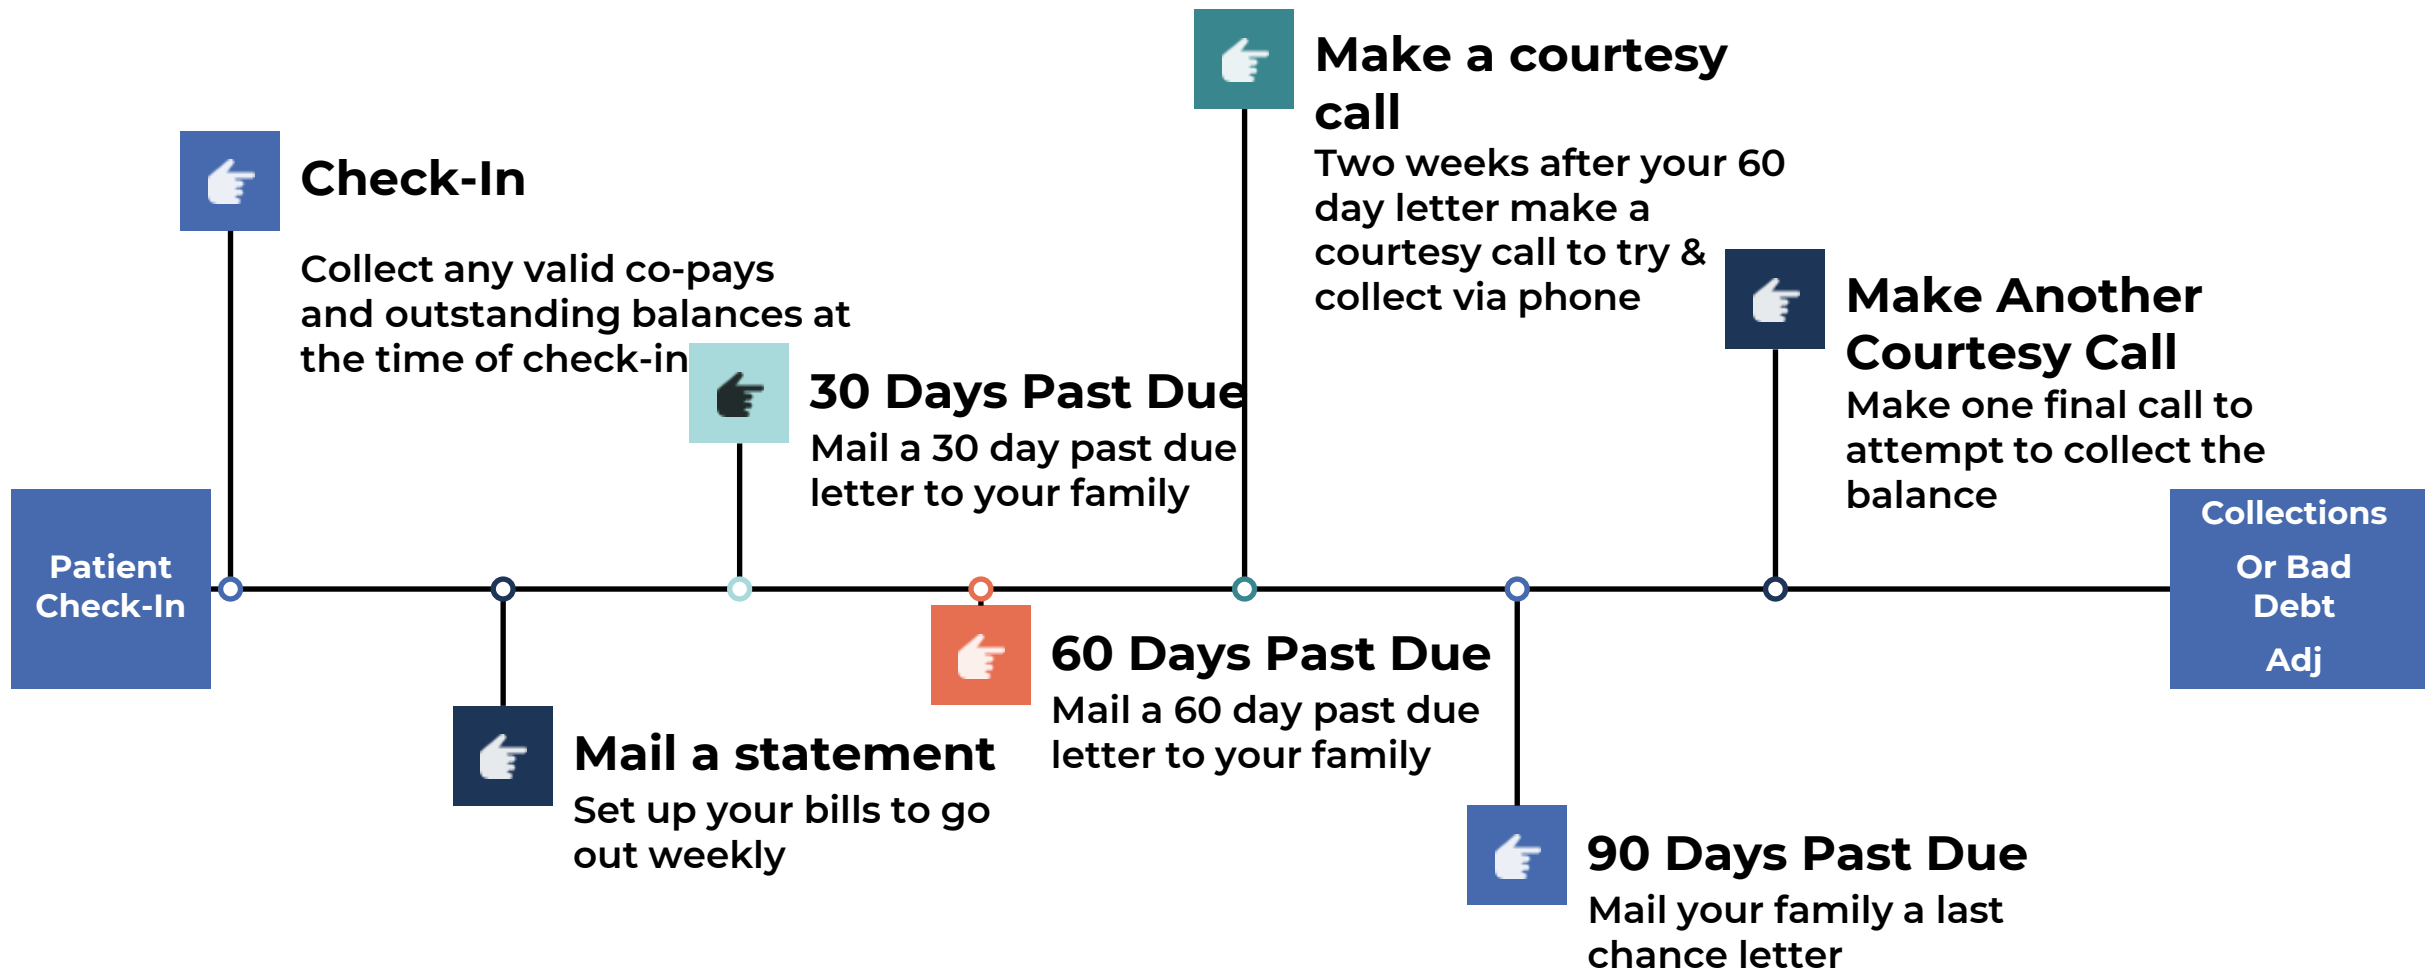 Patient
Check-In
Check-In
Collect any valid co-pays
and outstanding balances at
the time of check-in
Mail a statement
Set up your bills to go
out weekly
30 Days Past Due
Mail a 30 day past due
letter to your family
60 Days Past Due
Mail a 60 day past due
letter to your family
Make a courtesy
call
Two weeks after your 60
day letter make a
courtesy call to try &
collect via phone
90 Days Past Due
Mail your family a last
chance letter
Make Another
Courtesy Call
Make one final call to
attempt to collect the
balance
Collections
Or Bad
Debt
Adj